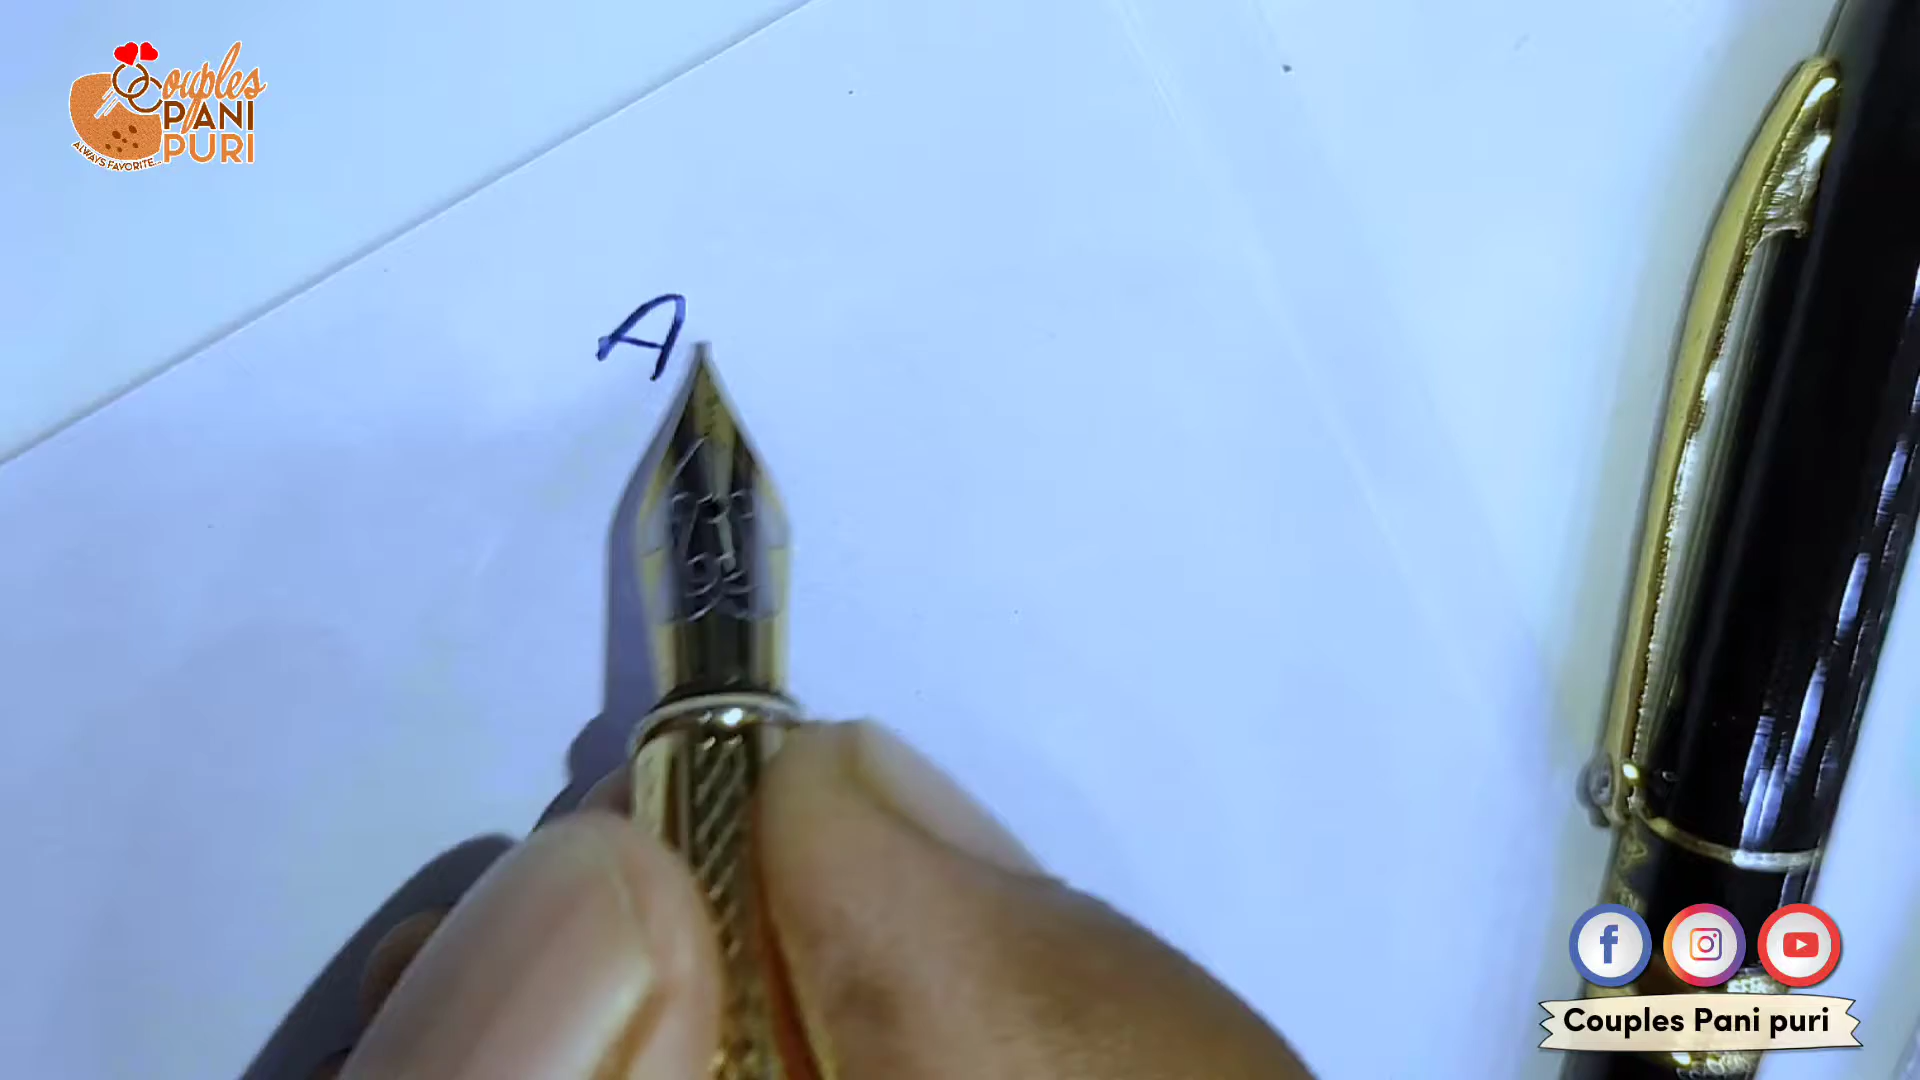 Couples
PANI
PURI
ALWAYS FAVORITE...
A
Couples Pani puri